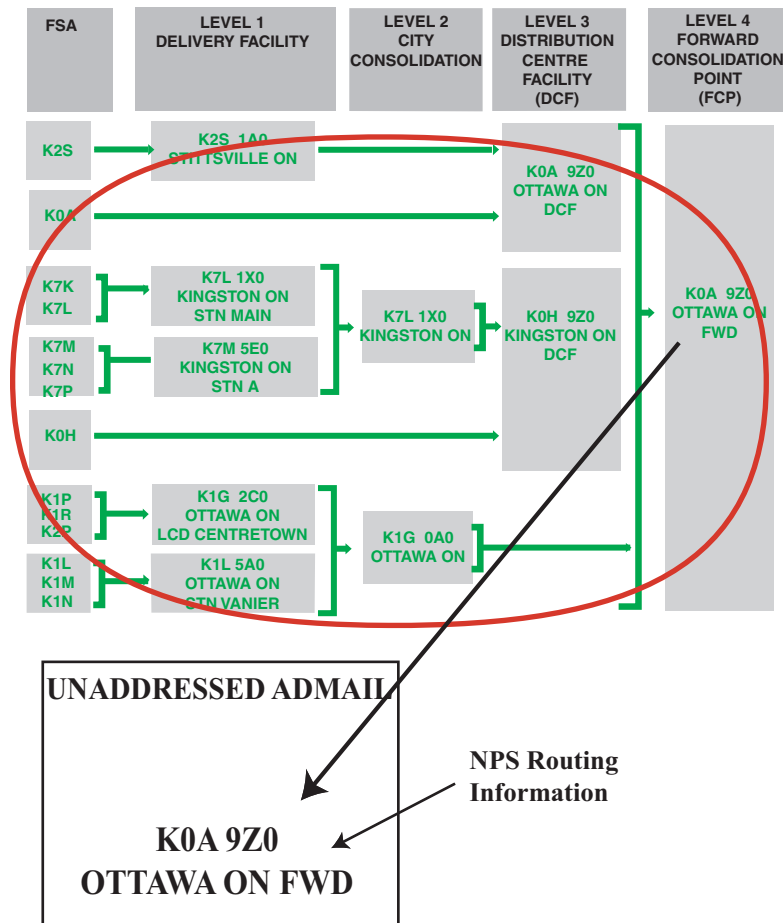 FSA
LEVEL 1
DELIVERY FACILITY
LEVEL 2
CITY
CONSOLIDATION
LEVEL 3
DISTRIBUTION
CENTRE
FACILITY
(DCF)
LEVEL 4
FORWARD
CONSOLIDATION
POINT
(FCP)
K2S
K2S 1A0
STITTSVILLE ON
K0A 9Z0
OTTAWA ON
DCF
K0A
K7K
K7L
K7L 1X0
KINGSTON ON
STN MAIN
K7L 1X0
KINGSTON ON
K0H 9Z0
KINGSTON ON
DCF
K0A 9Z0
OTTAWA ON
FWD
K7M
K7N
K7P
K7M 5E0
KINGSTON ON
STN A
K0H
K1P
K1R
K2P
K1G 2C0
OTTAWA ON
LCD CENTRETOWN
K1G 0A0
OTTAWA ON
K1L
K1M
K1N
K1L 5A0
OTTAWA ON
STN VANIER
UNADDRESSED ADMAIL
NPS Routing
Information
K0A 9Z0
OTTAWA ON FWD